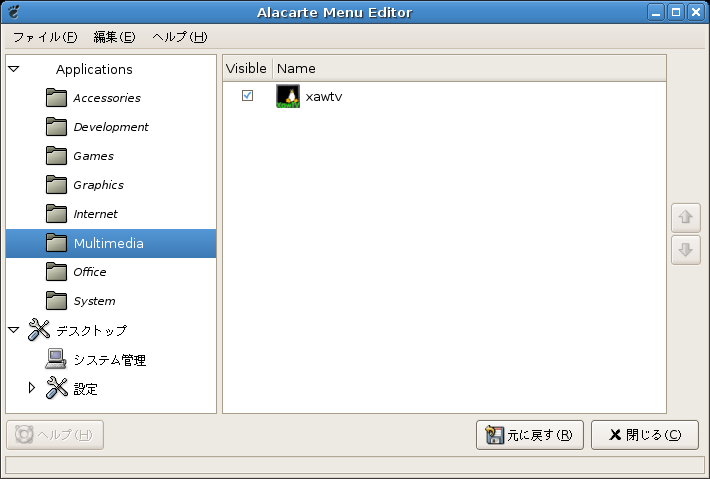 Alacarte Menu Editor
ファイル(F) 編集(E) ヘルプ(H)
Applications
Accessories
Development
Games
Graphics
Internet
Multimedia
Office
System
デスクトップ
システム管理
設定
Visible Name
xawtv
ヘルプ(H)
元に戻す(R)
閉じる(C)